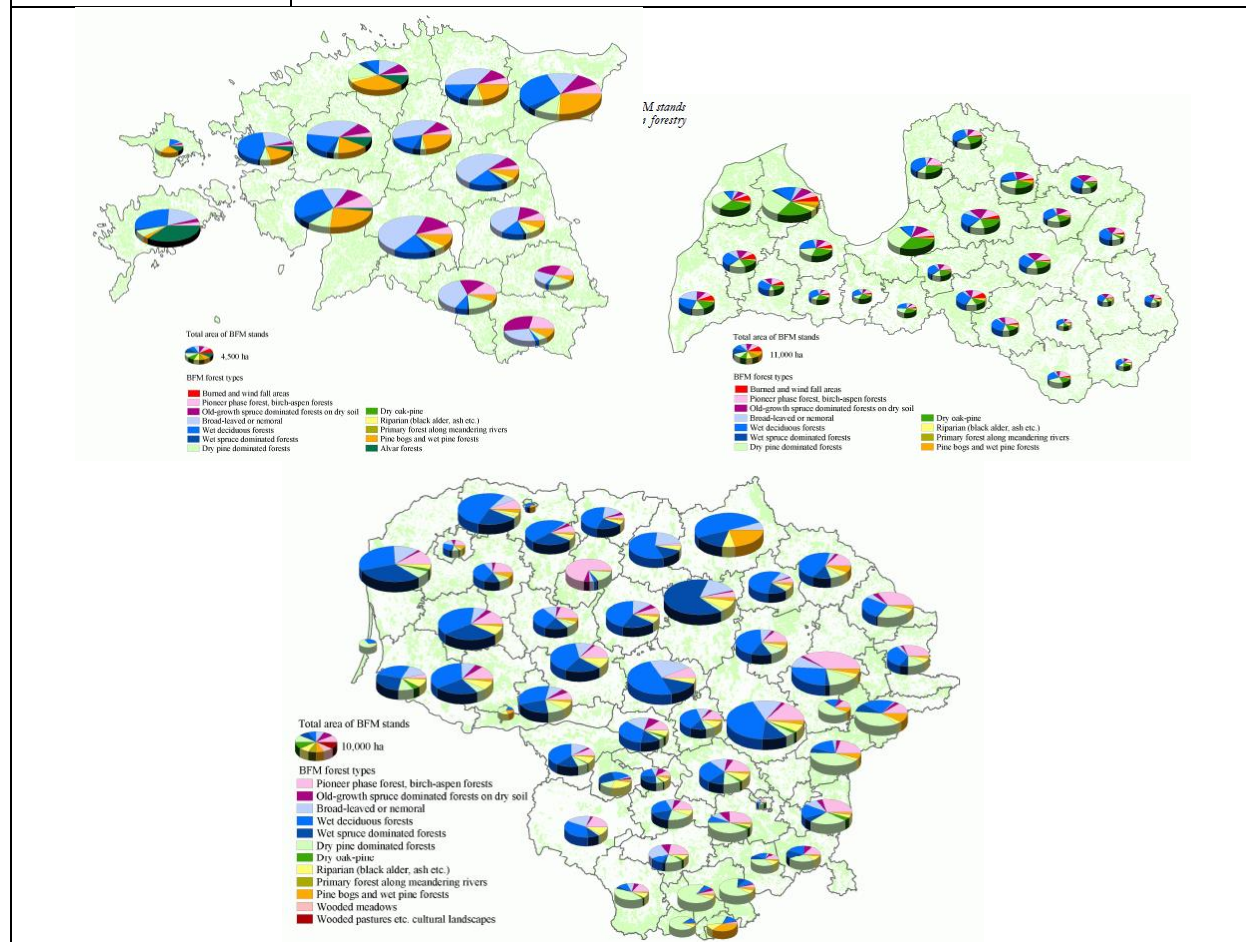 M stands
forestry
Total area of BFM stands
4,500 ha
BFM forest types
Burned and wind fall areas
Pioneer phase forest, birch-aspen forests
Old-growth spruce dominated forests on dry soil
Broad-leaved or nemoral
Wet deciduous forests
Wet spruce dominated forests
Dry pine dominated forests
Dry oak-pine
Riparian (black alder, ash etc.)
Primary forest along meandering rivers
Pine bogs and wet pine forests
Alvar forests
Total area of BFM stands
11,000 ha
BFM forest types
Burned and wind fall areas
Pioneer phase forest, birch-aspen forests
Old-growth spruce dominated forests on dry soil
Broad-leaved or nemoral
Wet deciduous forests
Wet spruce dominated forests
Dry pine dominated forests
Dry oak-pine
Riparian (black alder, ash etc.)
Primary forest along meandering rivers
Pine bogs and wet pine forests
Total area of BFM stands
10,000 ha
BFM forest types
Pioneer phase forest, birch-aspen forests
Old-growth spruce dominated forests on dry soil
Broad-leaved or nemoral
Wet deciduous forests
Wet spruce dominated forests
Dry pine dominated forests
Dry oak-pine
Riparian (black alder, ash etc.)
Primary forest along meandering rivers
Pine bogs and wet pine forests
Wooded meadows
Wooded pastures etc. cultural landscapes